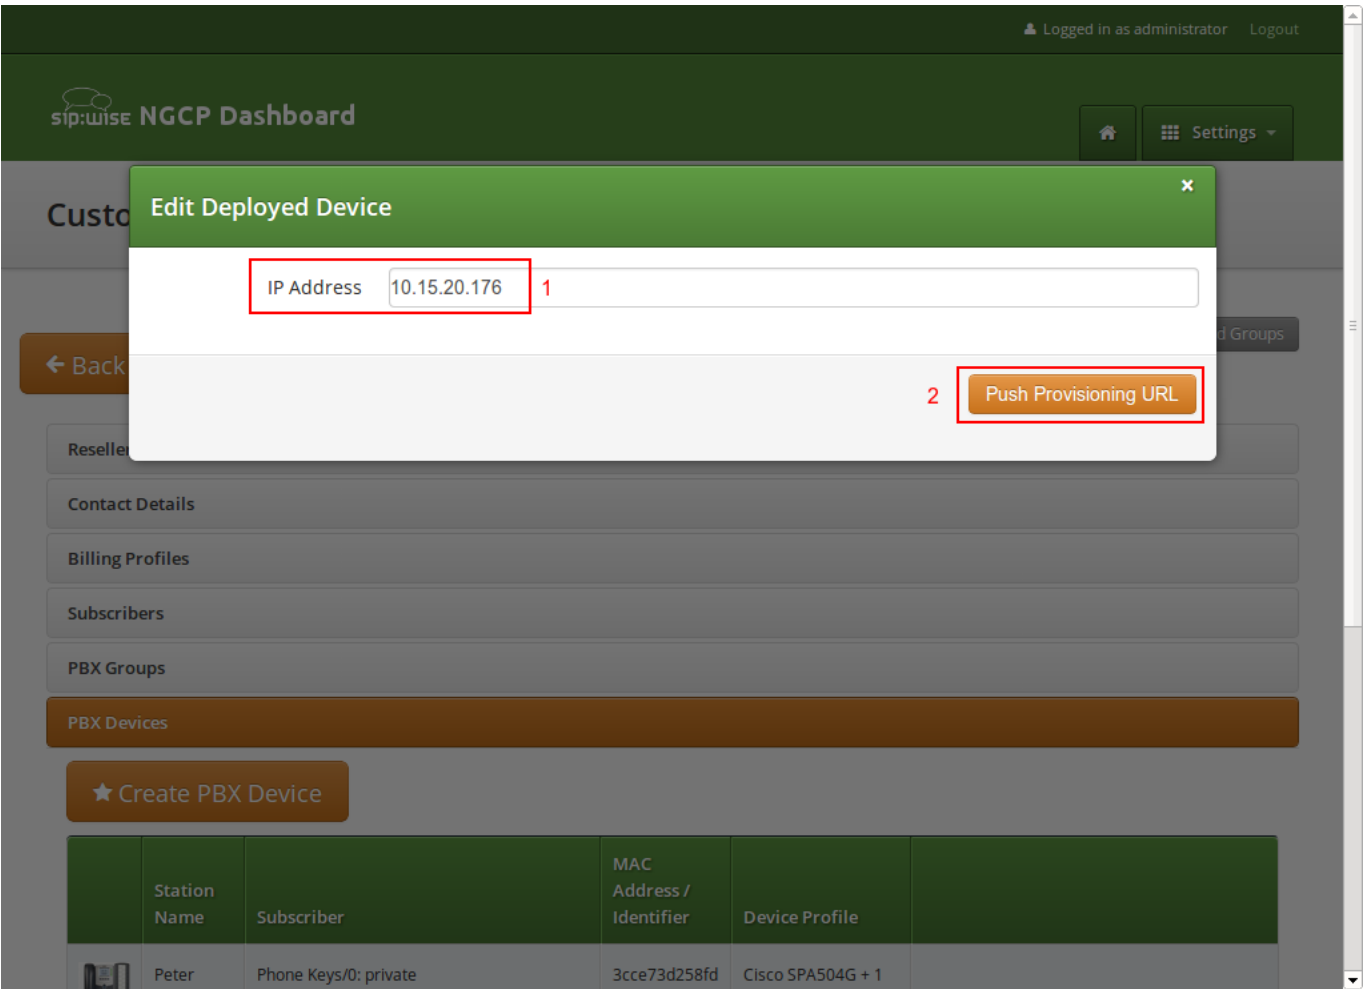 Logged in as administrator Logout
sip:wise NGCP Dashboard
Settings
Custo
Edit Deployed Device
×
IP Address 10.15.20.176 1
d Groups
Back
2 Push Provisioning URL
Reseller
Contact Details
Billing Profiles
Subscribers
PBX Groups
PBX Devices
Create PBX Device
MAC
Station Address /
Name Subscriber Identifier Device Profile
Peter Phone Keys/0: private 3cce73d258fd Cisco SPA504G + 1